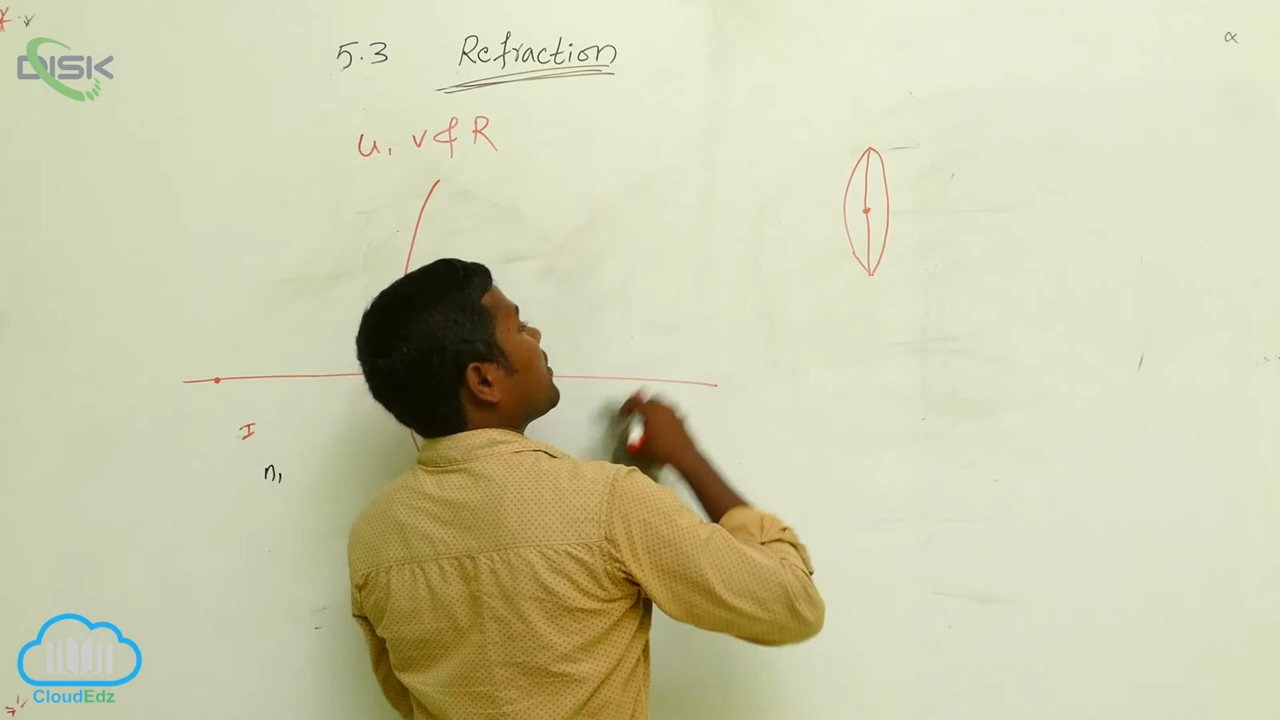 DISK
5.3 Refraction
α
u, v & R
I
n₁
CloudEdz